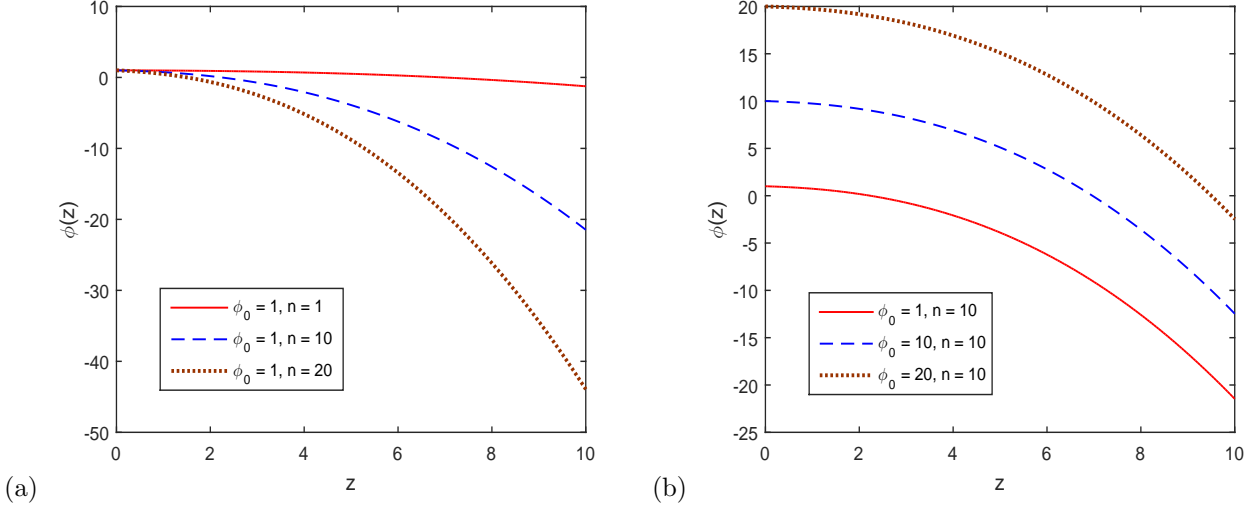 10
0
-10
-20
-30
-40
-50
ϕ(z)
ϕ0 = 1, n = 1
ϕ0 = 1, n = 10
ϕ0 = 1, n = 20
0 2 4 6 8 10
z
(a)
20
15
10
5
0
-5
-10
-15
-20
-25
ϕ(z)
ϕ0 = 1, n = 10
ϕ0 = 10, n = 10
ϕ0 = 20, n = 10
0 2 4 6 8 10
z
(b)